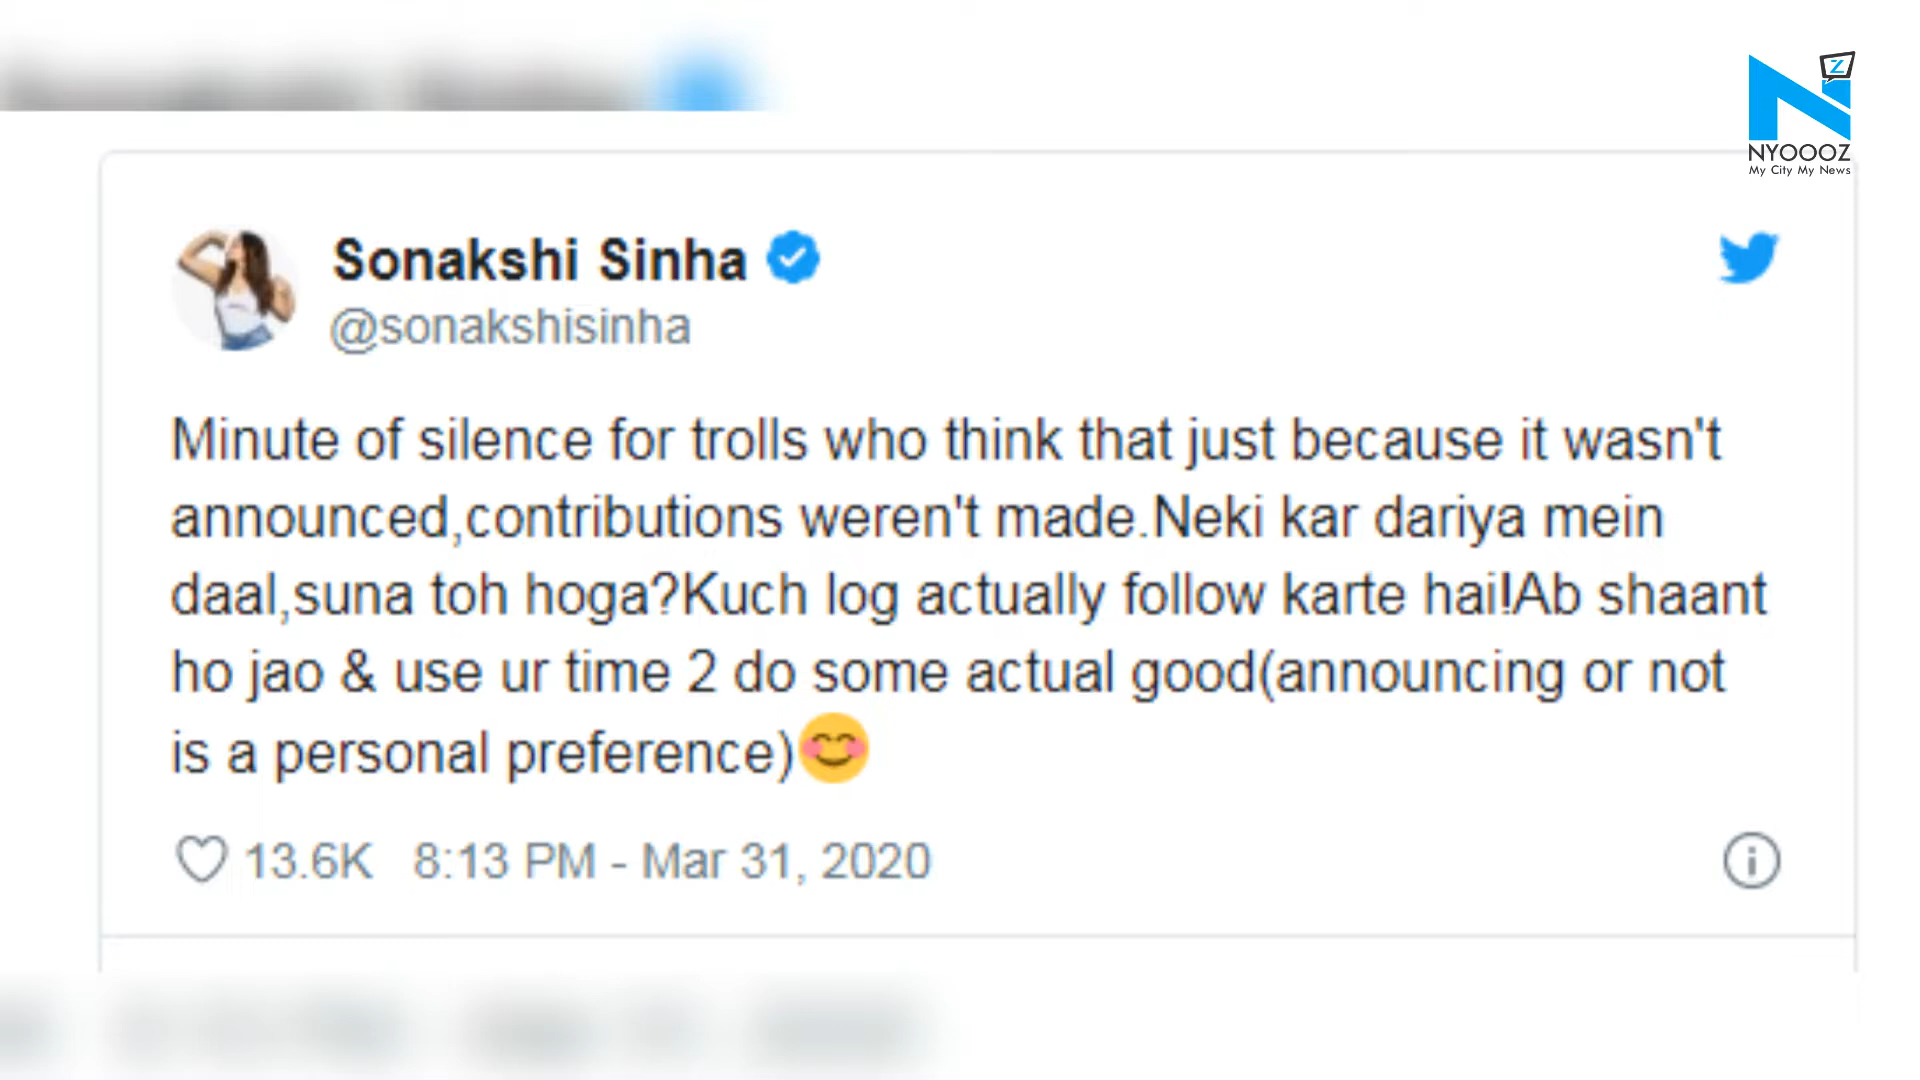 Z
NYOOOZ
My City My News
Sonakshi Sinha
@sonakshisinha
Minute of silence for trolls who think that just because it wasn't
announced,contributions weren't made.Neki kar dariya mein
daal,suna toh hoga?Kuch log actually follow karte hai!Ab shaant
ho jao & use ur time 2 do some actual good(announcing or not
is a personal preference)😊
13.6K 8:13 PM - Mar 31, 2020